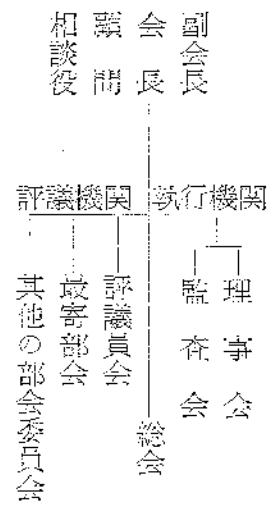 副会長
会長
顧問
相談役
執行機関
評議機関
理事会
監査会
総会
評議員会
最寄部会
其他の部会委員会